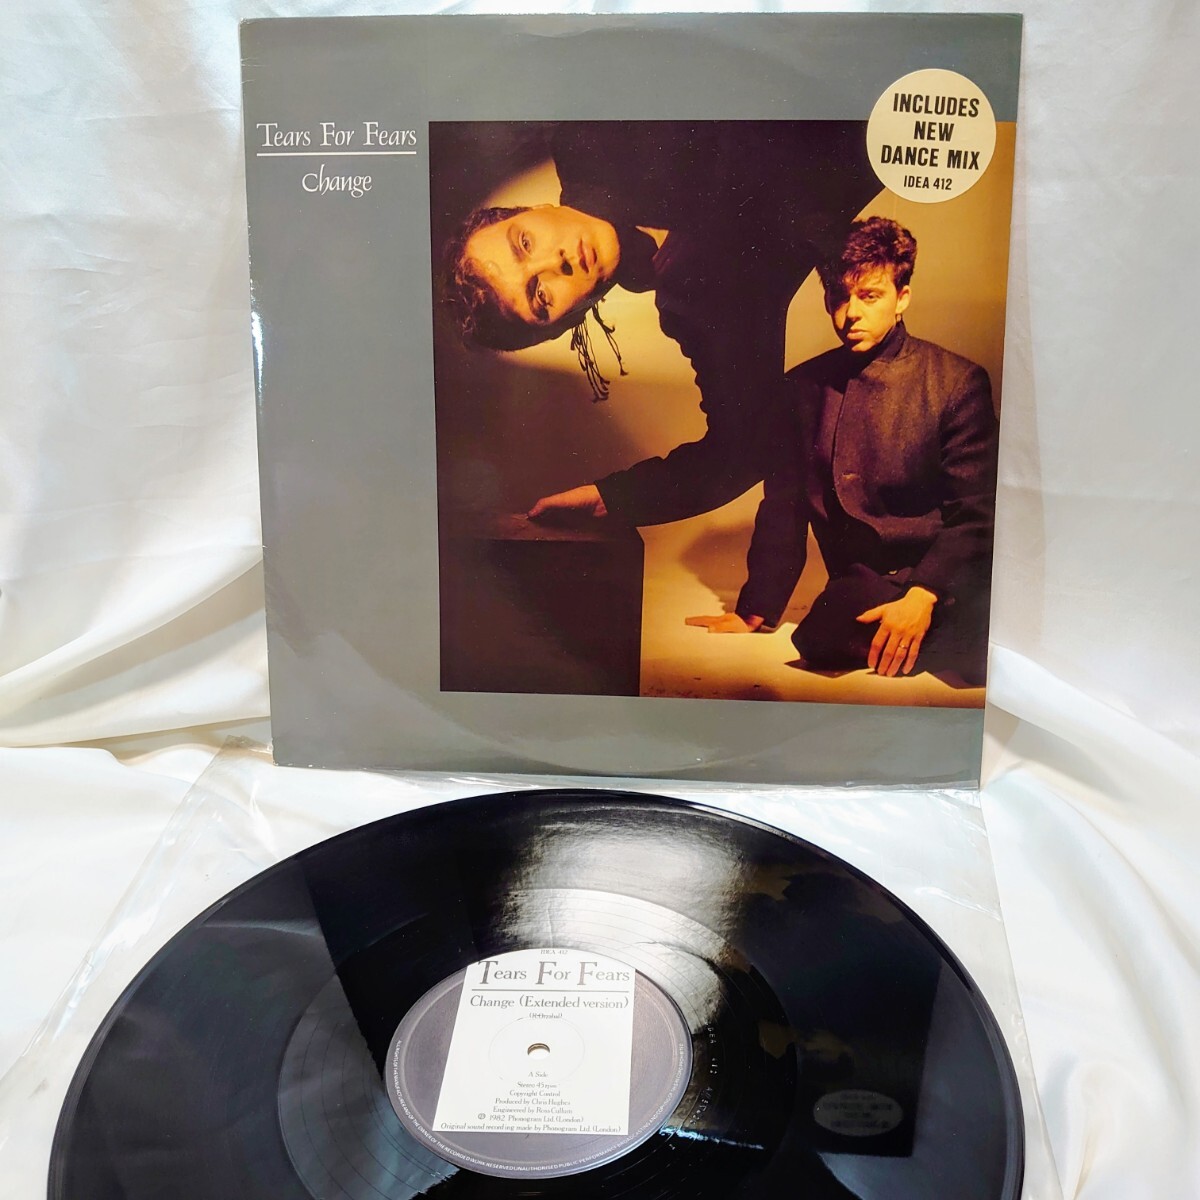 Tears For Fears
Change
INCLUDES
NEW
DANCE MIX
IDEA 412
IDEA 412
Tears For Fears
Change (Extended version)
(R.Orzabal)
A Side
Stereo 45 rpm
Copyright Control
Produced by Chris Hughes
Engineered by Ross Cullum
℗ 1982 Phonogram Ltd. (London)
Original sound recording made by Phonogram Ltd. (London)